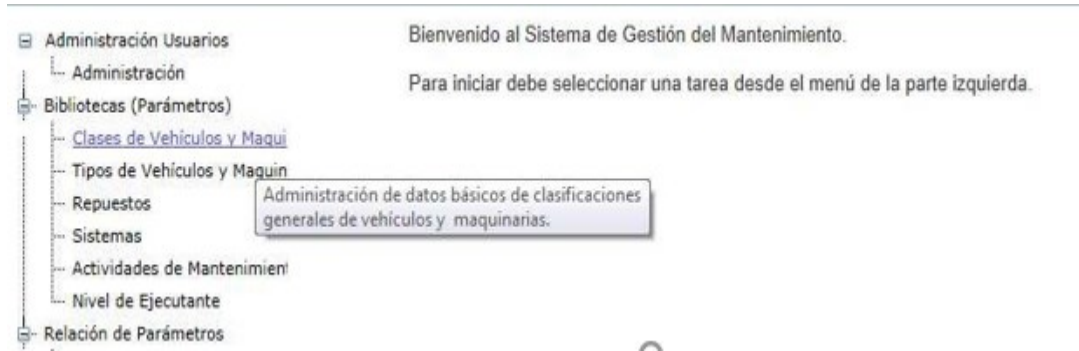 Administración Usuarios
Administración
Bibliotecas (Parámetros)
Clases de Vehículos y Maqui
Tipos de Vehículos y Maquin
Repuestos
Sistemas
Actividades de Mantenimien
Nivel de Ejecutante
Relación de Parámetros
Bienvenido al Sistema de Gestión del Mantenimiento.
Para iniciar debe seleccionar una tarea desde el menú de la parte izquierda.
Administración de datos básicos de clasificaciones
generales de vehículos y maquinarias.